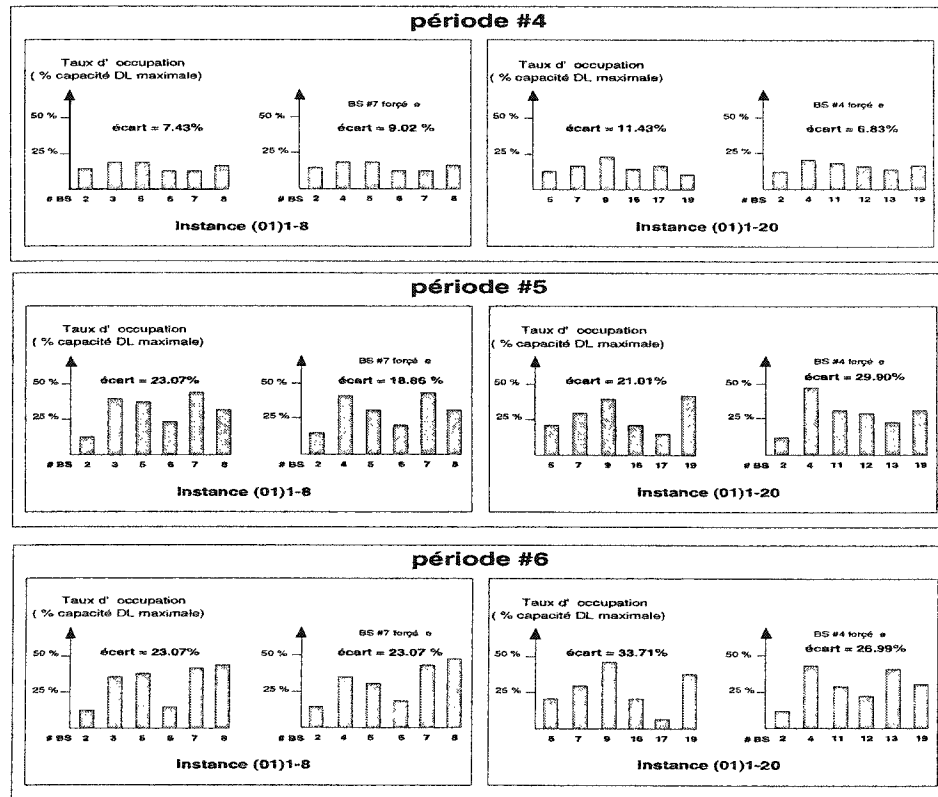 période #4
Taux d' occupation
( % capacité DL maximale)
50 %
25 %
écart = 7.43%
# BS 2 3 5 6 7 8
BS #7 forçé e
50 %
25 %
écart = 9.02 %
# BS 2 4 5 6 7 8
Instance (01)1-8
Taux d' occupation
( % capacité DL maximale)
50 %
25 %
écart = 11.43%
5 7 9 16 17 19
BS #4 forçé e
50 %
25 %
écart = 6.83%
# BS 2 4 11 12 13 19
Instance (01)1-20
période #5
Taux d' occupation
( % capacité DL maximale)
50 %
25 %
écart = 23.07%
# BS 2 3 5 6 7 8
BS #7 forçé e
50 %
25 %
écart = 18.86 %
# BS 2 4 5 6 7 8
Instance (01)1-8
Taux d' occupation
( % capacité DL maximale)
50 %
25 %
écart = 21.01%
5 7 9 16 17 19
BS #4 forçé e
écart = 29.90%
50 %
25 %
# BS 2 4 11 12 13 19
Instance (01)1-20
période #6
Taux d' occupation
( % capacité DL maximale)
50 %
25 %
écart = 23.07%
# BS 2 3 5 6 7 8
BS #7 forçé e
écart = 23.07 %
50 %
25 %
# BS 2 4 5 6 7 8
Instance (01)1-8
Taux d' occupation
( % capacité DL maximale)
50 %
25 %
écart = 33.71%
5 7 9 16 17 19
BS #4 forçé e
écart = 26.99%
50 %
25 %
# BS 2 4 11 12 13 19
Instance (01)1-20